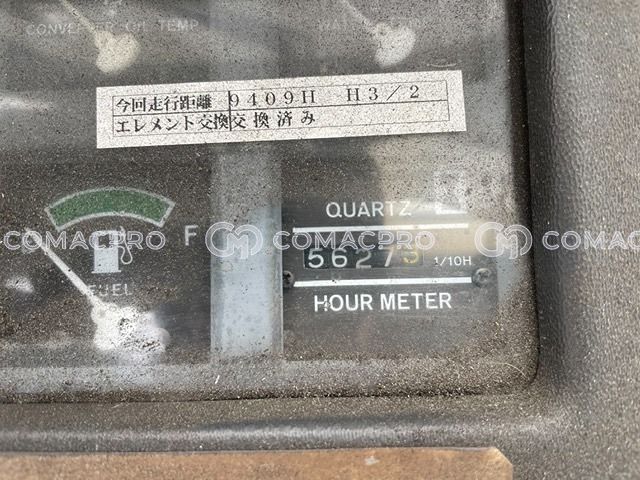 CONVERTER OIL TEMP
今回走行距離 9409H H3/2
エレメント交換 交換済み
QUARTZ
F
COMACPRO COMACPRO COMACPRO
56273 1/10H
FUEL
HOUR METER